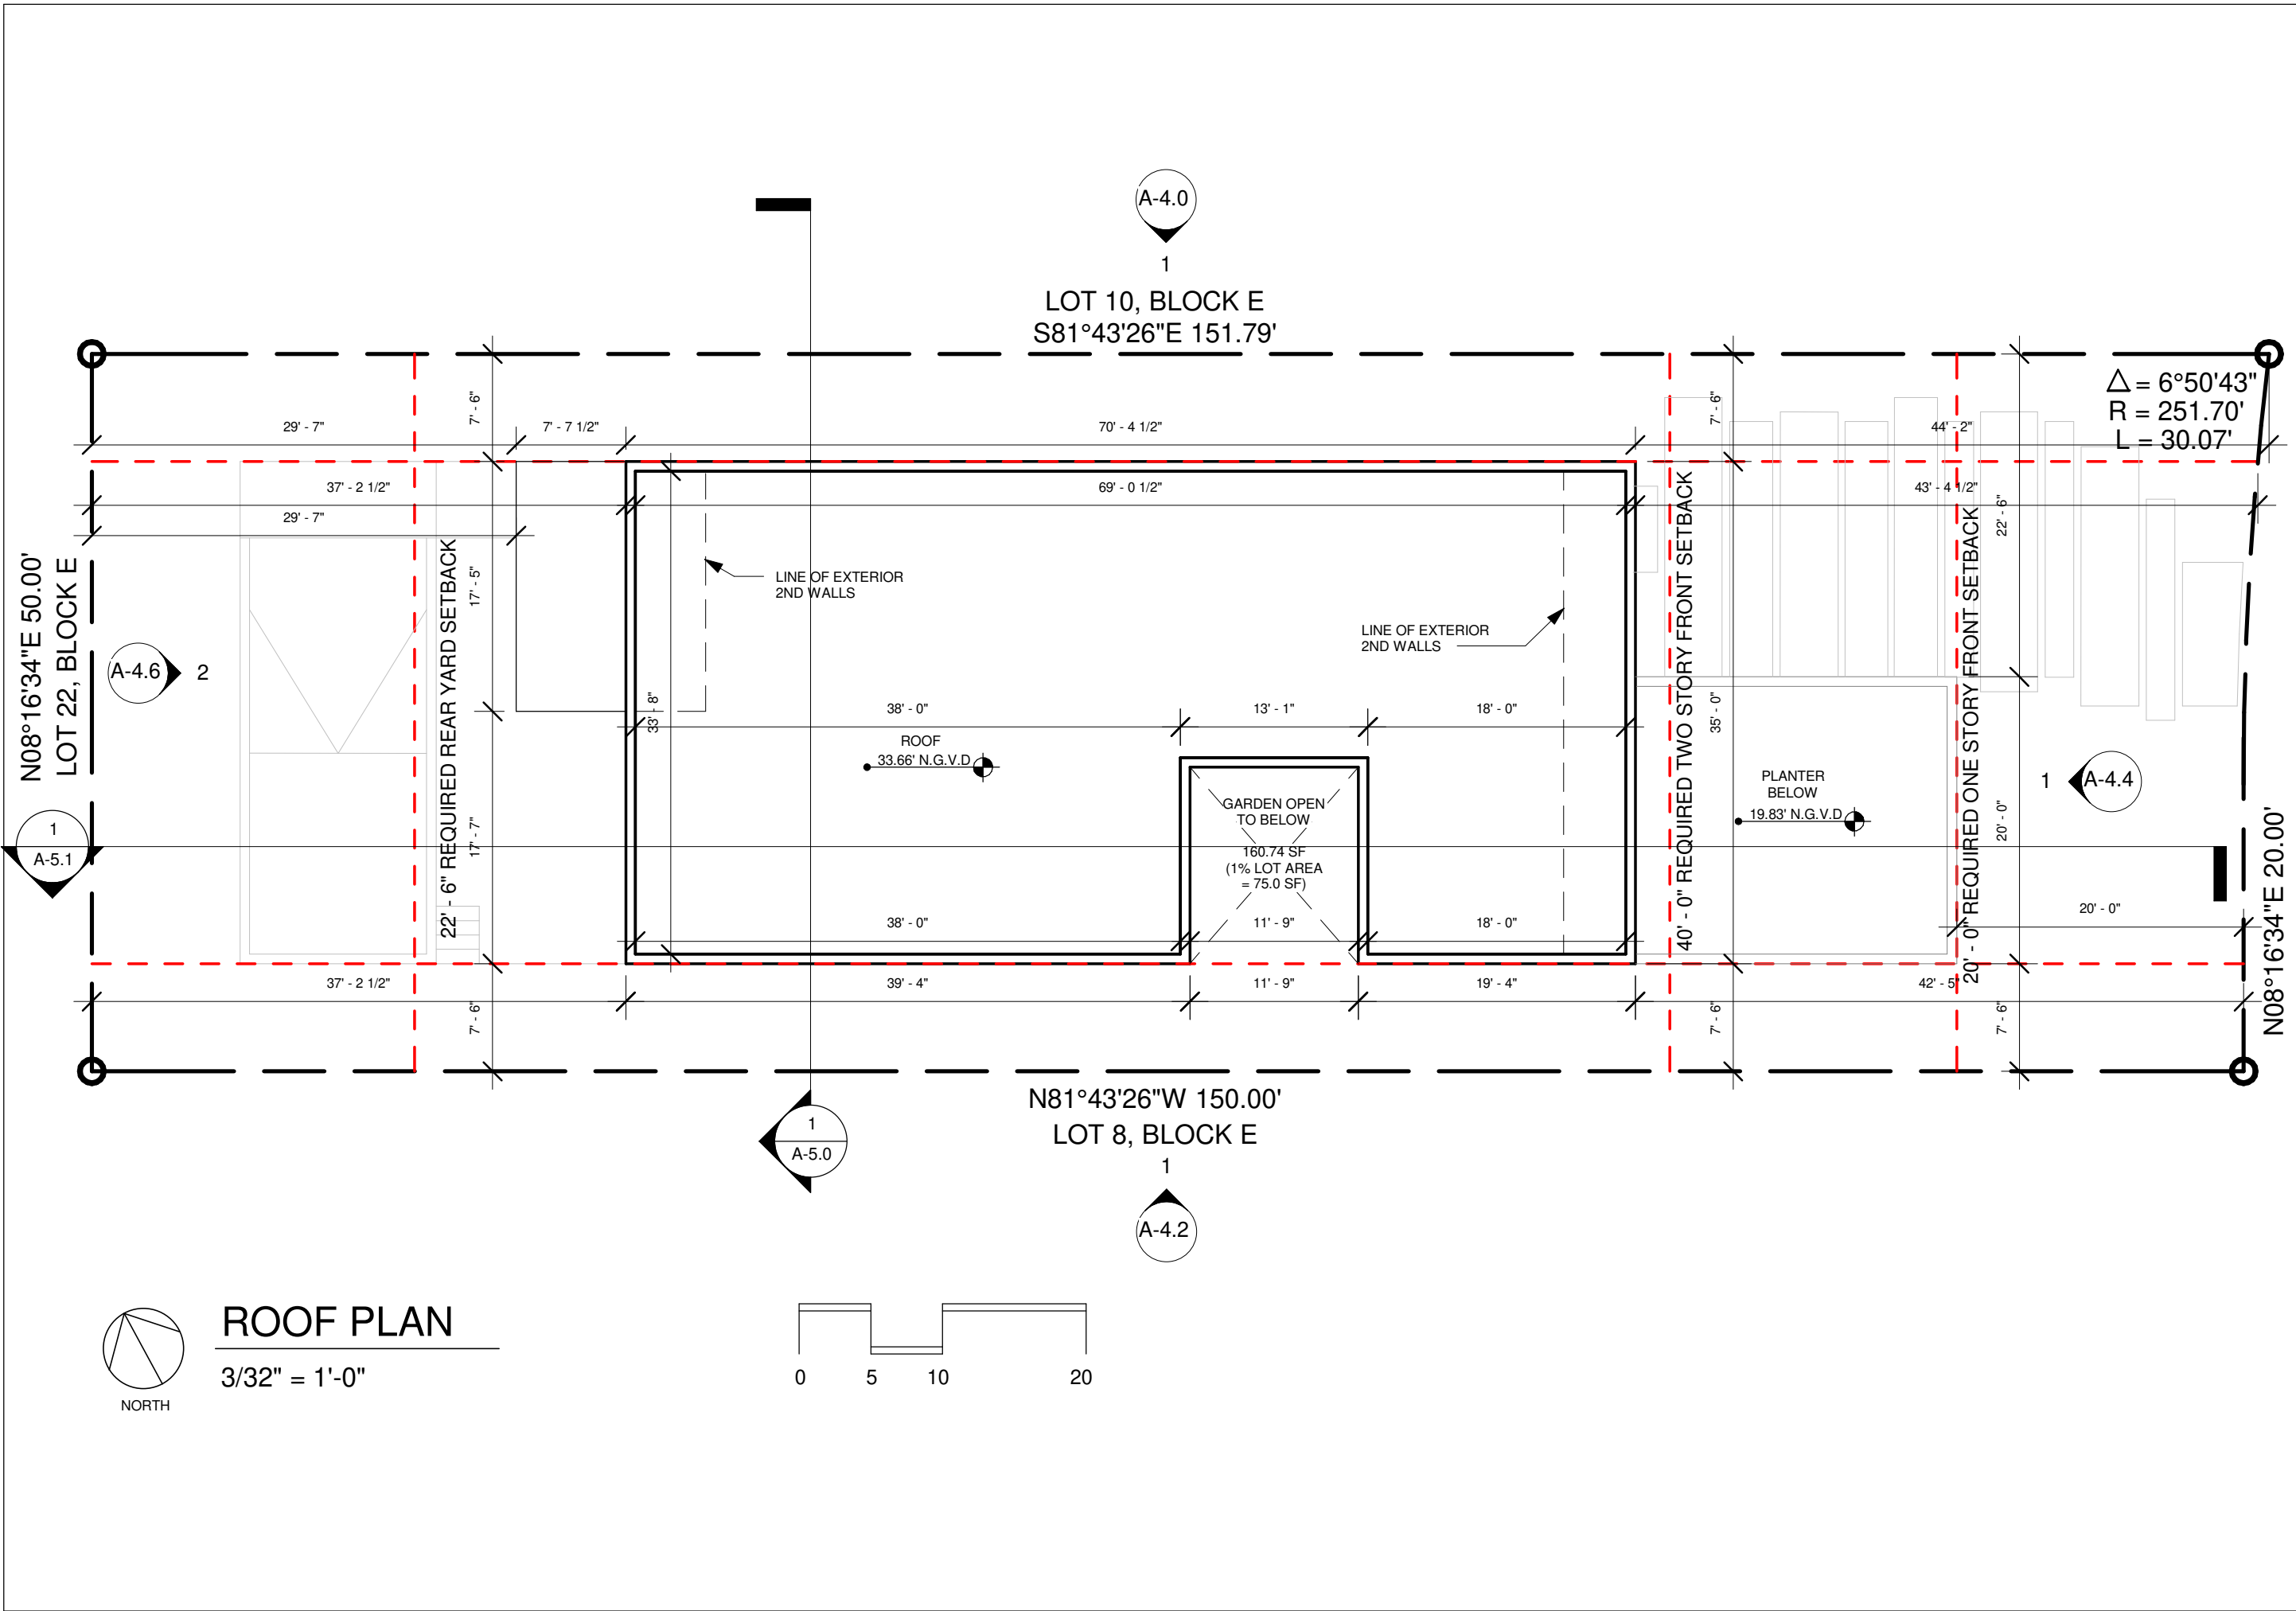 A-4.0
1
LOT 10, BLOCK E
S81°43'26"E 151.79'
△ = 6°50'43"
R = 251.70'
L = 30.07'
7' - 6"
7' - 6"
29' - 7"
7' - 7 1/2"
70' - 4 1/2"
44' - 2"
37' - 2 1/2"
69' - 0 1/2"
43' - 4 1/2"
29' - 7"
22' - 6"
N08°16'34"E 50.00'
LOT 22, BLOCK E
22' - 6" REQUIRED REAR YARD SETBACK
17' - 5"
LINE OF EXTERIOR
2ND WALLS
LINE OF EXTERIOR
2ND WALLS
40' - 0" REQUIRED TWO STORY FRONT SETBACK
20' - 0" REQUIRED ONE STORY FRONT SETBACK
A-4.6
2
33' - 8"
38' - 0"
13' - 1"
18' - 0"
35' - 0"
ROOF
33.66' N.G.V.D
PLANTER
BELOW
19.83' N.G.V.D
1
A-4.4
GARDEN OPEN
TO BELOW
160.74 SF
(1% LOT AREA
= 75.0 SF)
1
A-5.1
17' - 7"
20' - 0"
38' - 0"
11' - 9"
18' - 0"
20' - 0"
N08°16'34"E 20.00'
37' - 2 1/2"
39' - 4"
11' - 9"
19' - 4"
42' - 5"
7' - 6"
7' - 6"
7' - 6"
N81°43'26"W 150.00'
LOT 8, BLOCK E
1
A-4.2
1
A-5.0
ROOF PLAN
3/32" = 1'-0"
NORTH
0 5 10 20